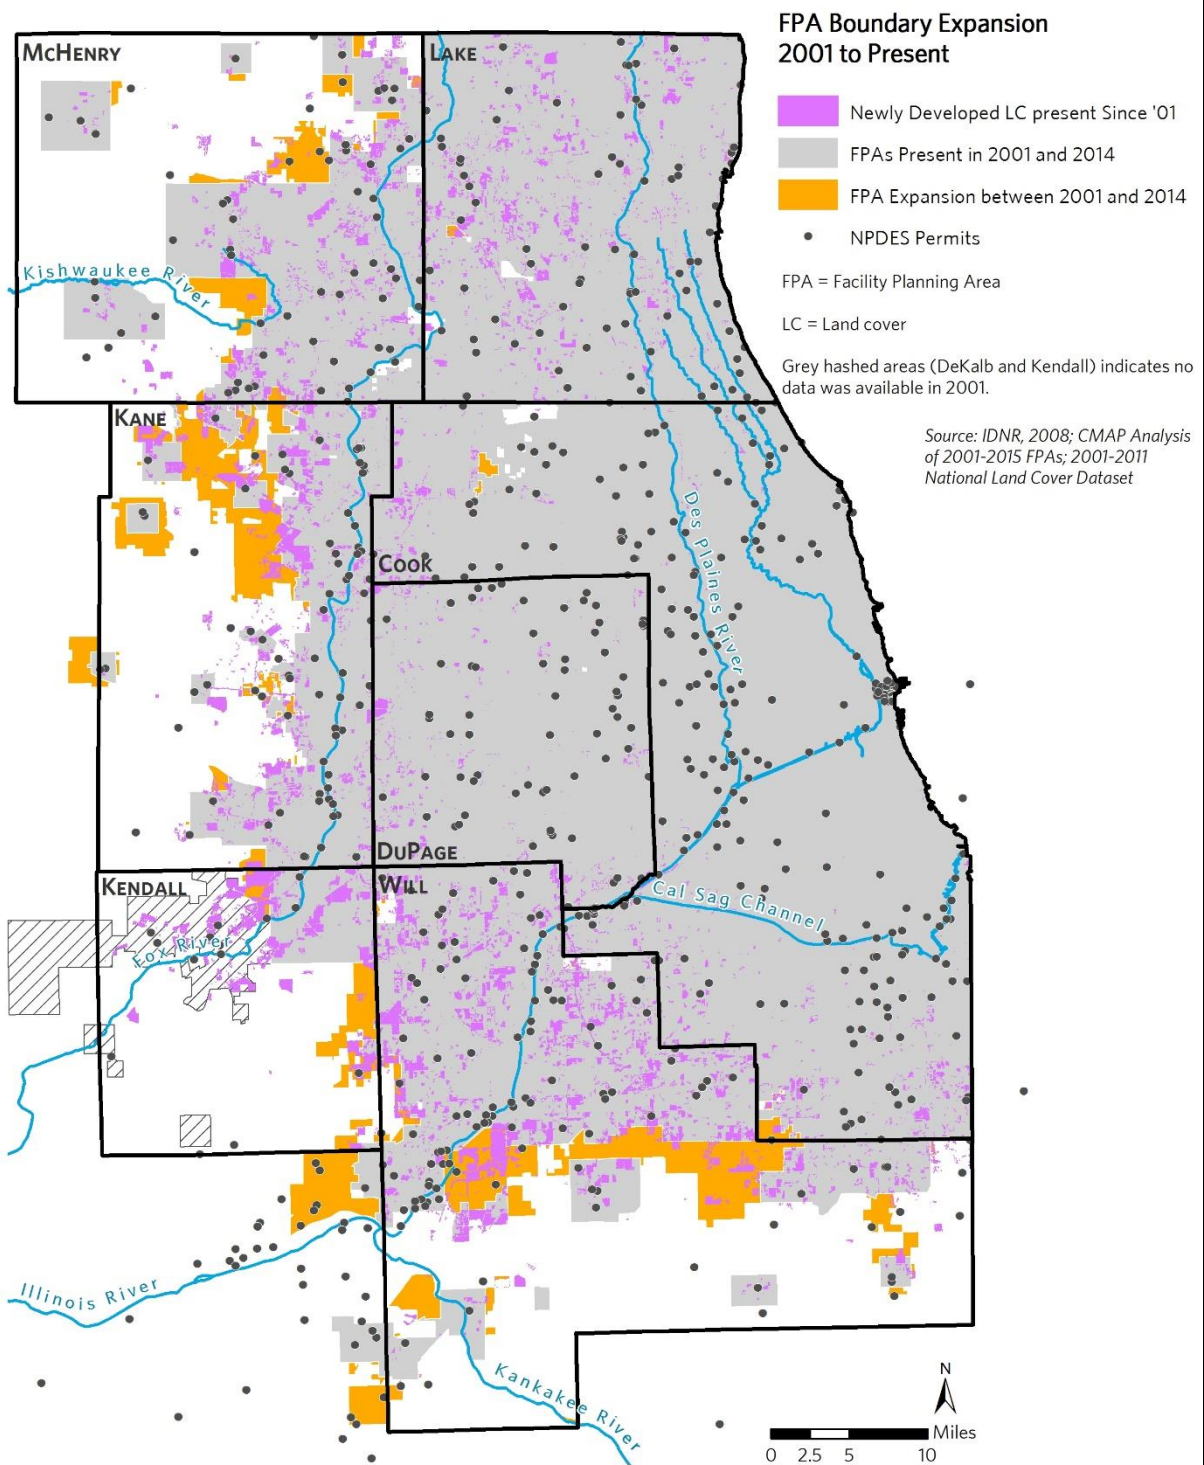 FPA Boundary Expansion
2001 to Present
Newly Developed LC present Since '01
FPAs Present in 2001 and 2014
FPA Expansion between 2001 and 2014
NPDES Permits
FPA = Facility Planning Area
LC = Land cover
Grey hashed areas (DeKalb and Kendall) indicates no
data was available in 2001.
Source: IDNR, 2008; CMAP Analysis
of 2001-2015 FPAs; 2001-2011
National Land Cover Dataset
MCHENRY
LAKE
Kishwaukee River
KANE
Des Plaines River
COOK
DUPAGE
KENDALL
WILL
Cal Sag Channel
Fox River
Illinois River
Kankakee River
N
Miles
0 2.5 5 10